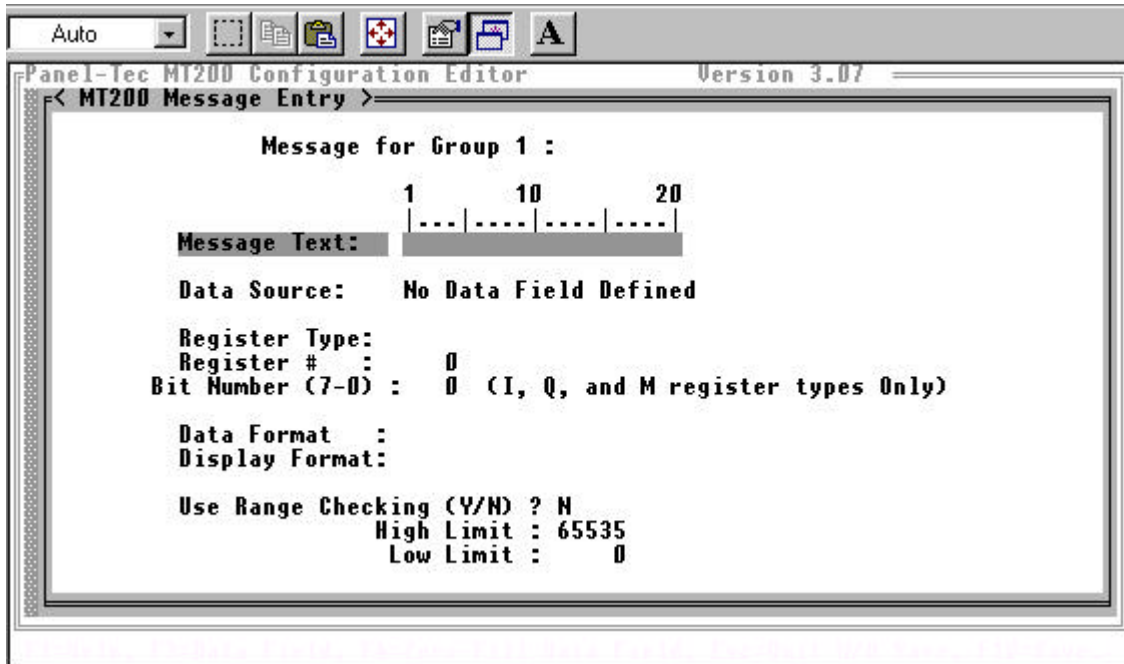 Auto
A
Panel-Tec MT200 Configuration Editor Version 3.07
< MT200 Message Entry >
Message for Group 1 :
1 10 20
|---|----|----|----|
Message Text:
Data Source: No Data Field Defined
Register Type:
Register # : 0
Bit Number (7-0) : 0 (I, Q, and M register types Only)
Data Format :
Display Format:
Use Range Checking (Y/N) ? N
High Limit : 65535
Low Limit : 0